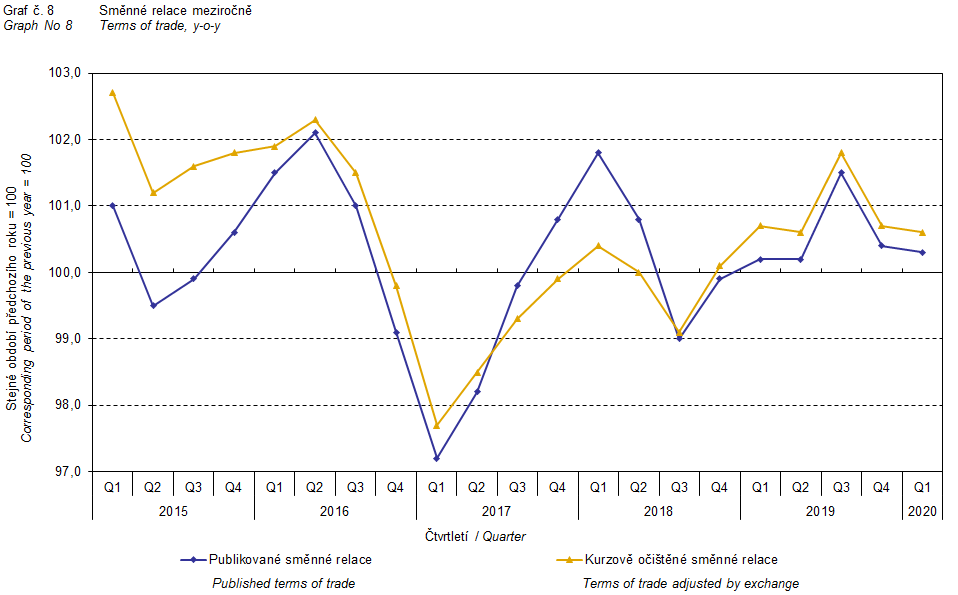 Graf č. 8 Směnné relace meziročně
Graph No 8 Terms of trade, y-o-y
Stejné období předchozího roku = 100
Corresponding period of the previous year = 100
103,0
102,0
101,0
100,0
99,0
98,0
97,0
Q1 Q2 Q3 Q4 Q1 Q2 Q3 Q4 Q1 Q2 Q3 Q4 Q1 Q2 Q3 Q4 Q1 Q2 Q3 Q4 Q1
2015 2016 2017 2018 2019 2020
Čtvrtletí / Quarter
Publikované směnné relace Kurzově očištěné směnné relace
Published terms of trade Terms of trade adjusted by exchange